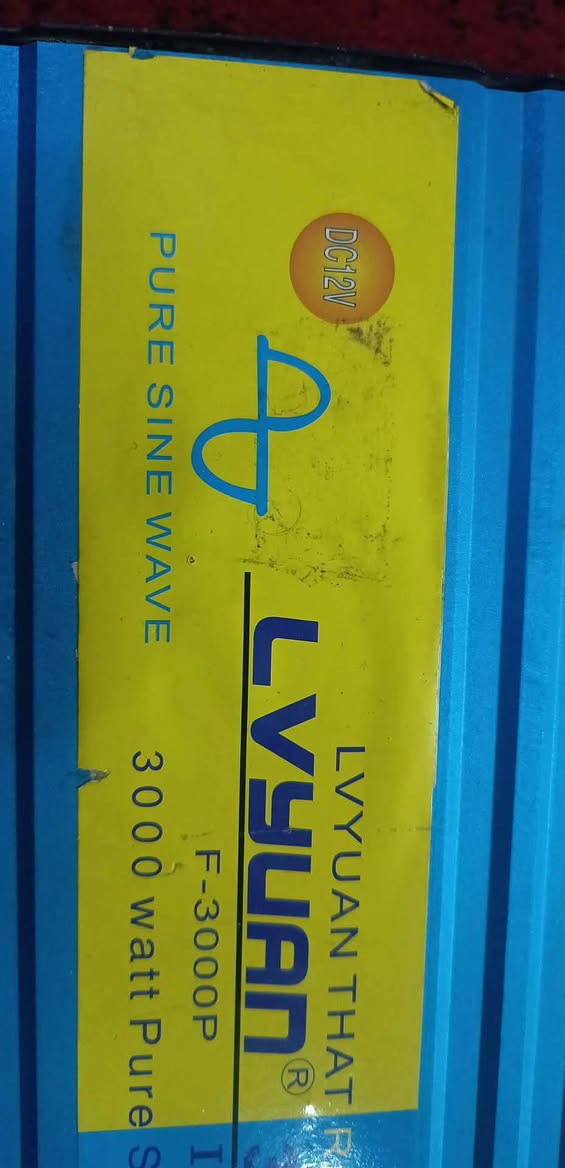 DC12V
PURE SINE WAVE
LVYUAN THAT R
LVYUAN®
F-3000P
3000 watt Pure S